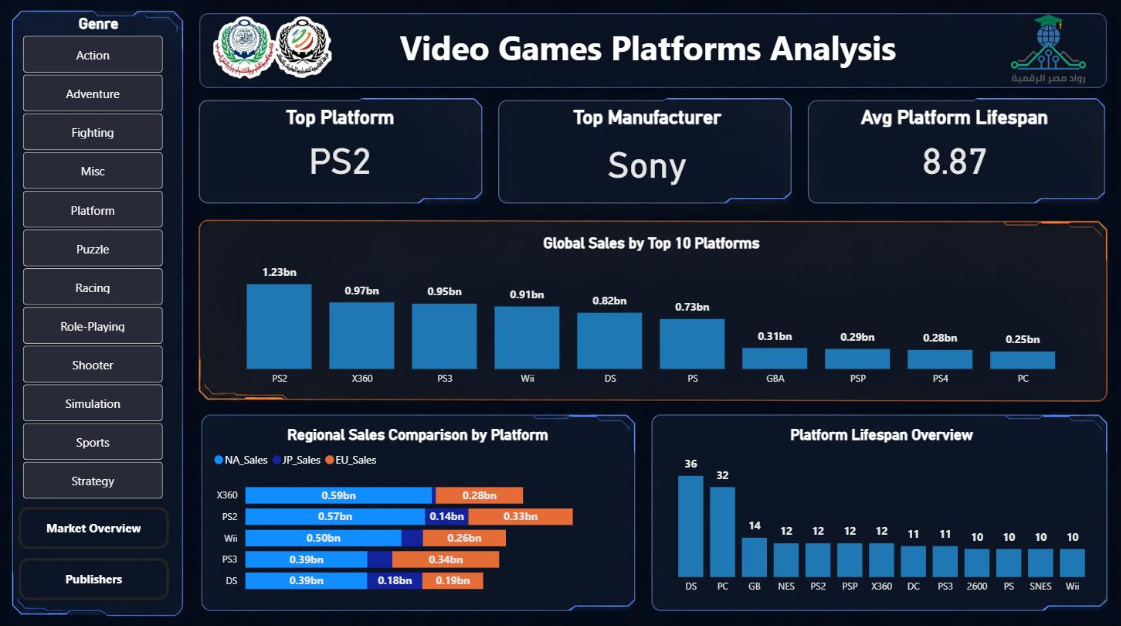 Genre
Action
Adventure
Fighting
Misc
Platform
Puzzle
Racing
Role-Playing
Shooter
Simulation
Sports
Strategy
Market Overview
Publishers
Video Games Platforms Analysis
رواد مصر الرقمية
Top Platform
PS2
Top Manufacturer
Sony
Avg Platform Lifespan
8.87
Global Sales by Top 10 Platforms
1.23bn 0.97bn 0.95bn 0.91bn 0.82bn 0.73bn 0.31bn 0.29bn 0.28bn 0.25bn
PS2 X360 PS3 Wii DS PS GBA PSP PS4 PC
Regional Sales Comparison by Platform
NA_Sales JP_Sales EU_Sales
X360 0.59bn 0.28bn
PS2 0.57bn 0.14bn 0.33bn
Wii 0.50bn 0.26bn
PS3 0.39bn 0.34bn
DS 0.39bn 0.18bn 0.19bn
Platform Lifespan Overview
36 32 14 12 12 12 12 11 11 10 10 10 10
DS PC GB NES PS2 PSP X360 DC PS3 2600 PS SNES Wii